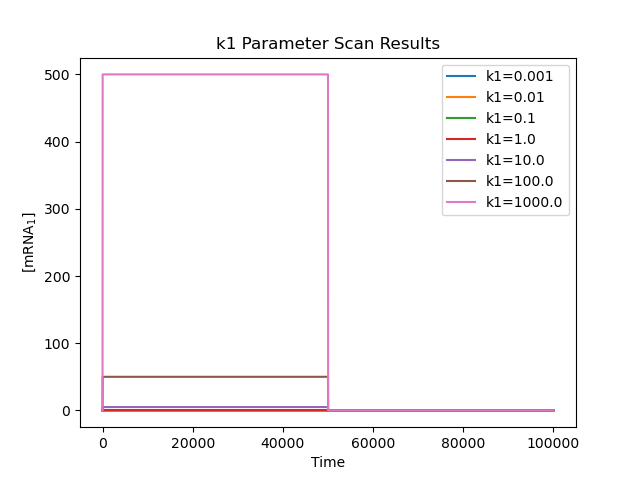 k1 Parameter Scan Results
500
400
300
200
100
0
[mRNA₁]
0
20000
40000
60000
80000
100000
Time
k1=0.001
k1=0.01
k1=0.1
k1=1.0
k1=10.0
k1=100.0
k1=1000.0